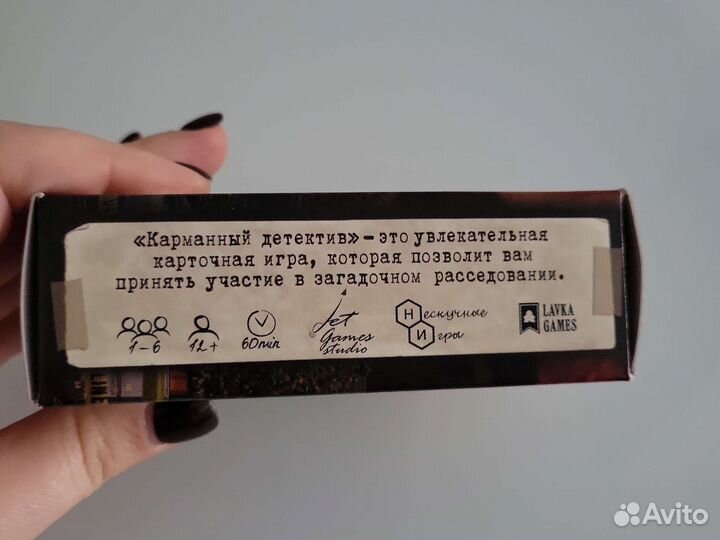 «Карманный детектив» – это увлекательная
карточная игра, которая позволит вам
принять участие в загадочном расседовании.
1-6
12+
60min
Jet
Games
studio
Нескучные
Игры
LAVKA
GAMES
Avito